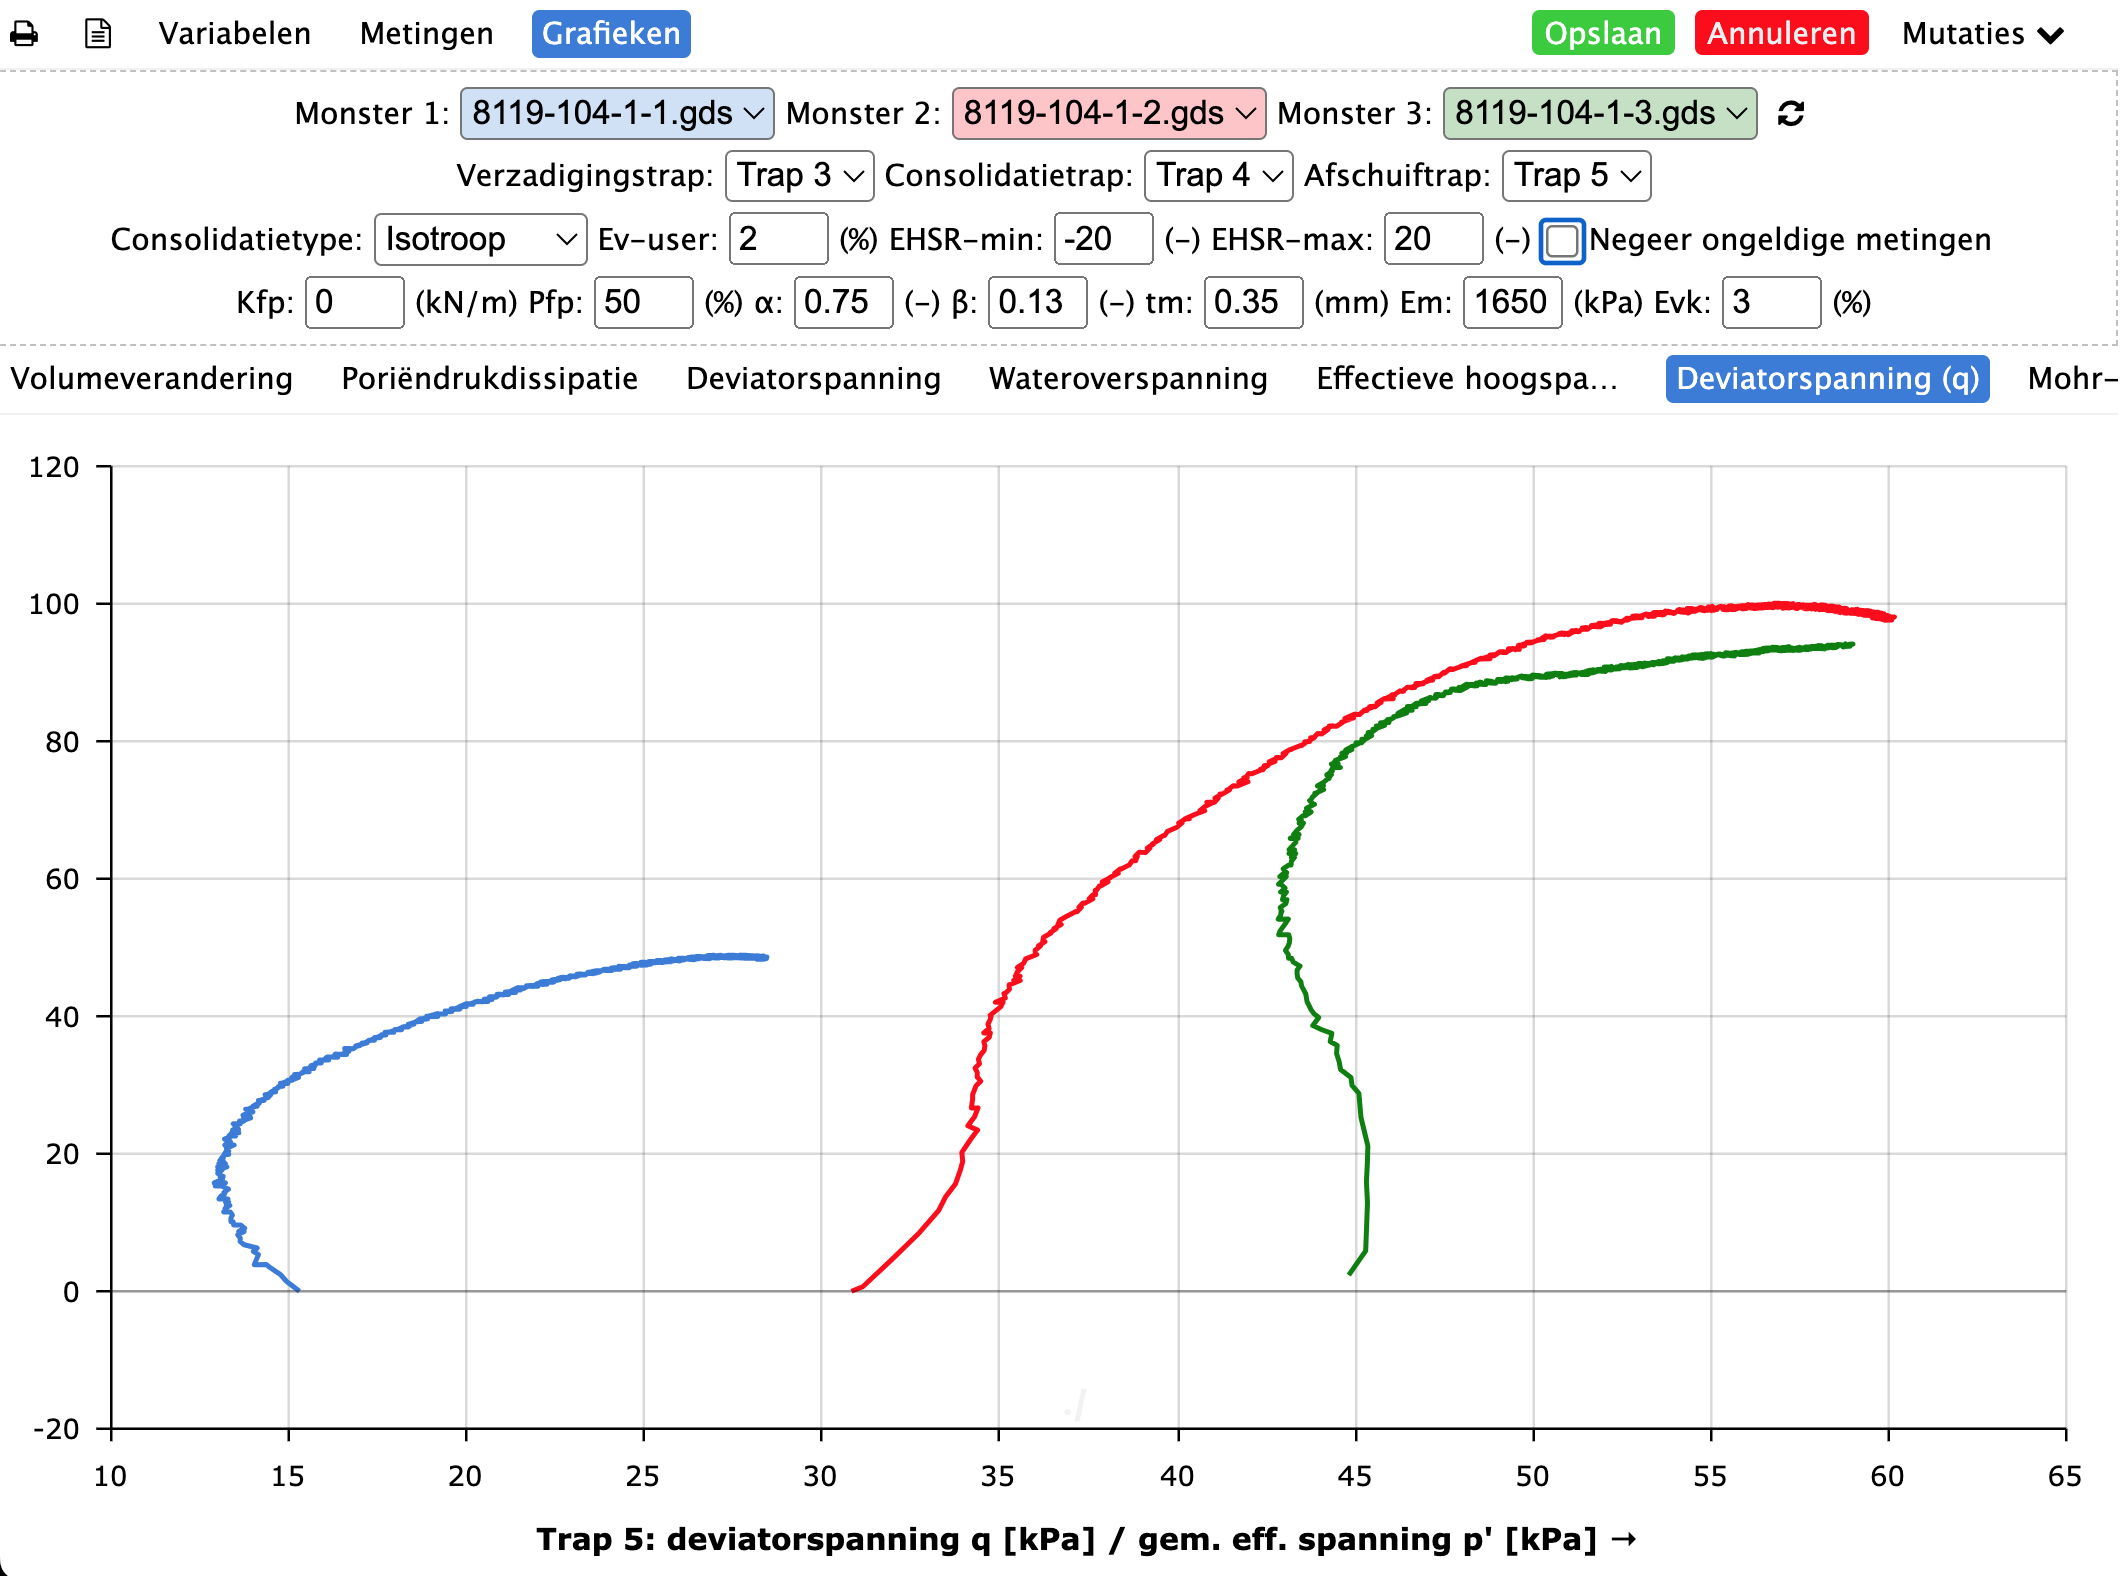 Variabelen Metingen Grafieken Opslaan Annuleren Mutaties
Monster 1: 8119-104-1-1.gds Monster 2: 8119-104-1-2.gds Monster 3: 8119-104-1-3.gds
Verzadigingstrap: Trap 3 Consolidatietrap: Trap 4 Afschuiftrap: Trap 5
Consolidatietype: Isotroop Ev-user: 2 (%) EHSR-min: -20 (-) EHSR-max: 20 (-) Negeer ongeldige metingen
Kfp: 0 (kN/m) Pfp: 50 (%) α: 0.75 (-) β: 0.13 (-) tm: 0.35 (mm) Em: 1650 (kPa) Evk: 3 (%)
Volumeverandering Poriëndrukdissipatie Deviatorspanning Wateroverspanning Effectieve hoogspa... Deviatorspanning (q) Mohr-
120
100
80
60
40
20
0
-20
10 15 20 25 30 35 40 45 50 55 60 65
Trap 5: deviatorspanning q [kPa] / gem. eff. spanning p' [kPa] →